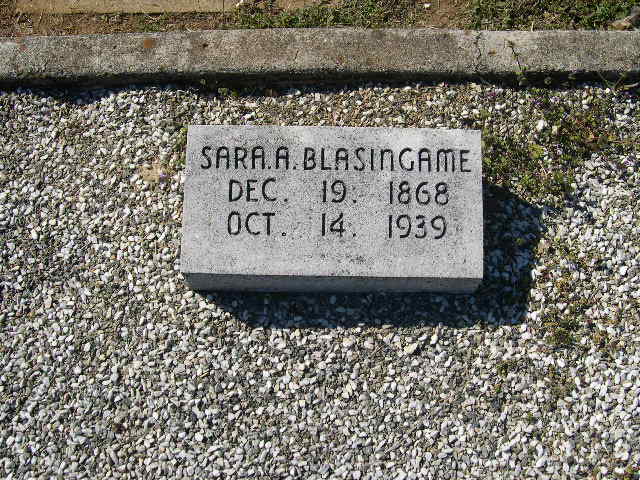 SARA. A. BLASINGAME
DEC. 19. 1868
OCT. 14. 1939